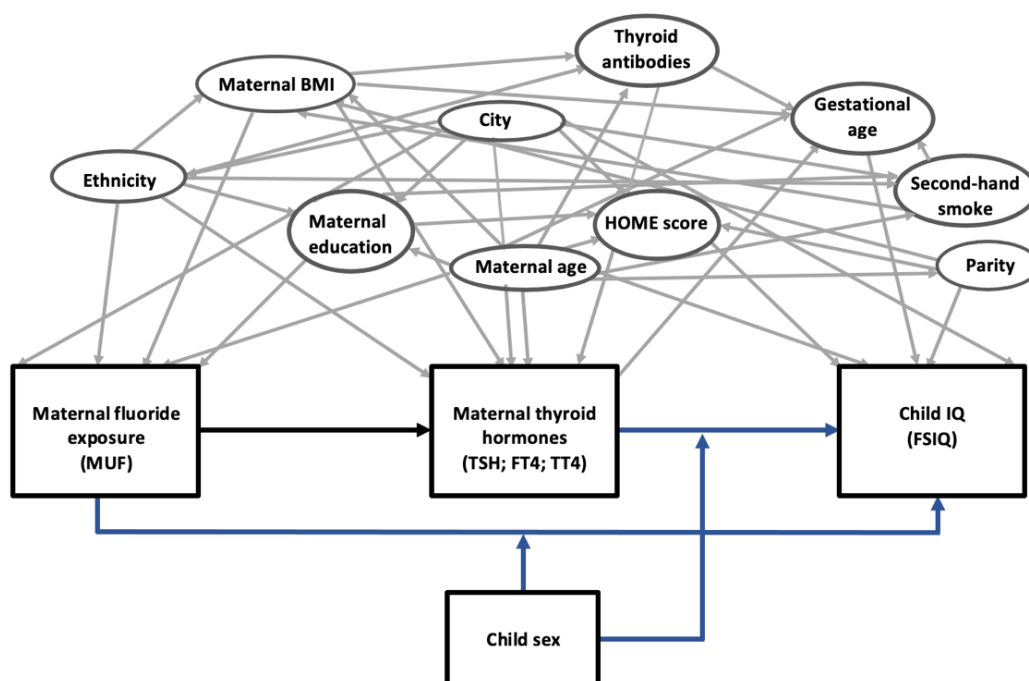 Thyroid
antibodies
Maternal BMI
Gestational
age
City
Ethnicity
Second-hand
smoke
Maternal
education
HOME score
Maternal age
Parity
Maternal fluoride
exposure
(MUF)
Maternal thyroid
hormones
(TSH; FT4; TT4)
Child IQ
(FSIQ)
Child sex